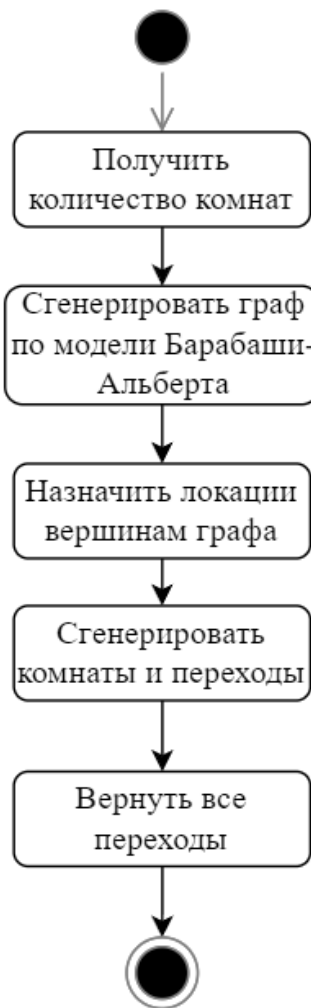 Получить
количество комнат
Сгенерировать граф
по модели Барабаши-
Альберта
Назначить локации
вершинам графа
Сгенерировать
комнаты и переходы
Вернуть все
переходы